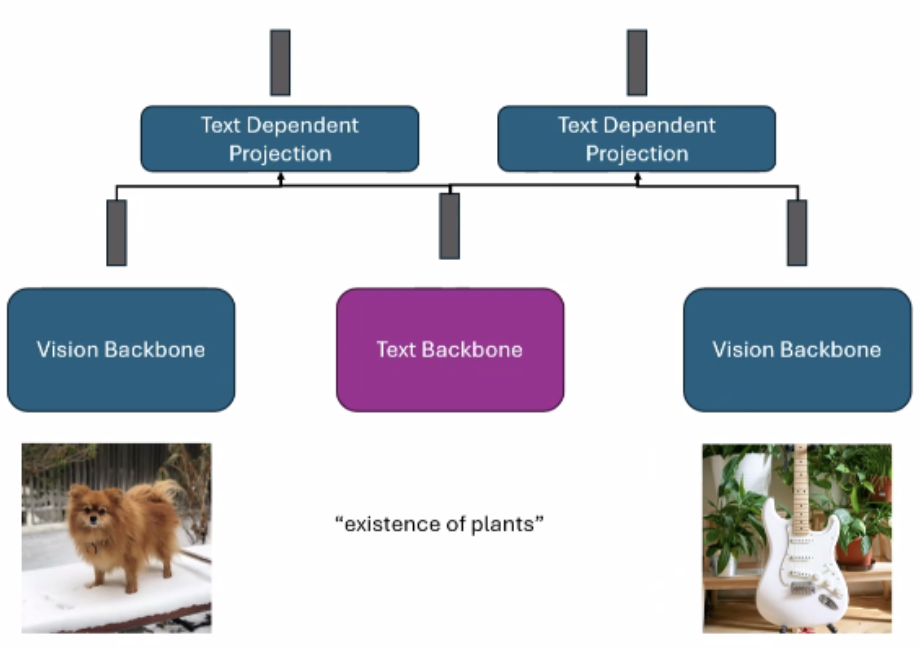 Text Dependent
Projection
Text Dependent
Projection
Vision Backbone
Text Backbone
Vision Backbone
“existence of plants”